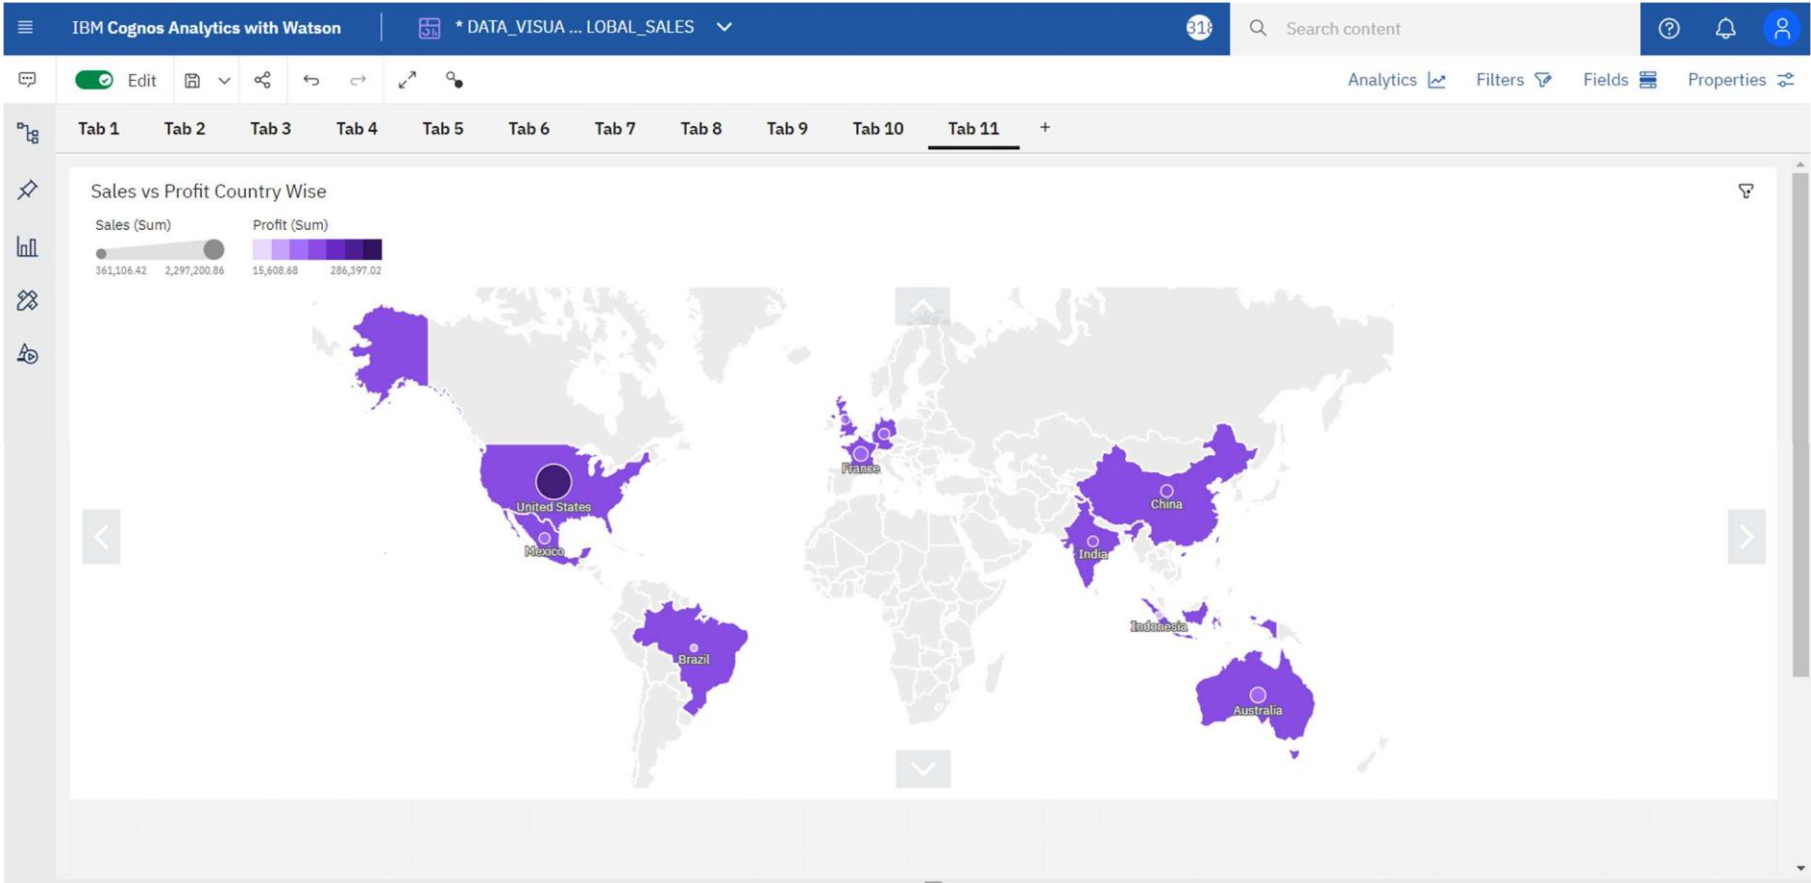 IBM Cognos Analytics with Watson
* DATA_VISUA ... LOBAL_SALES
Search content
Edit
Analytics
Filters
Fields
Properties
Tab 1
Tab 2
Tab 3
Tab 4
Tab 5
Tab 6
Tab 7
Tab 8
Tab 9
Tab 10
Tab 11
+
Sales vs Profit Country Wise
Sales (Sum)
Profit (Sum)
361,106.42
2,297,200.86
15,608.68
286,397.02
France
United States
China
Mexico
India
Indonesia
Brazil
Australia